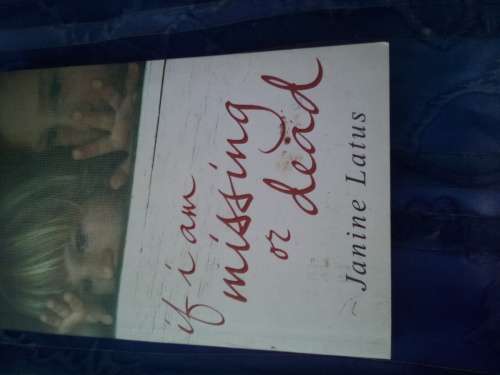 if i am
missing
or dead
Janine Latus